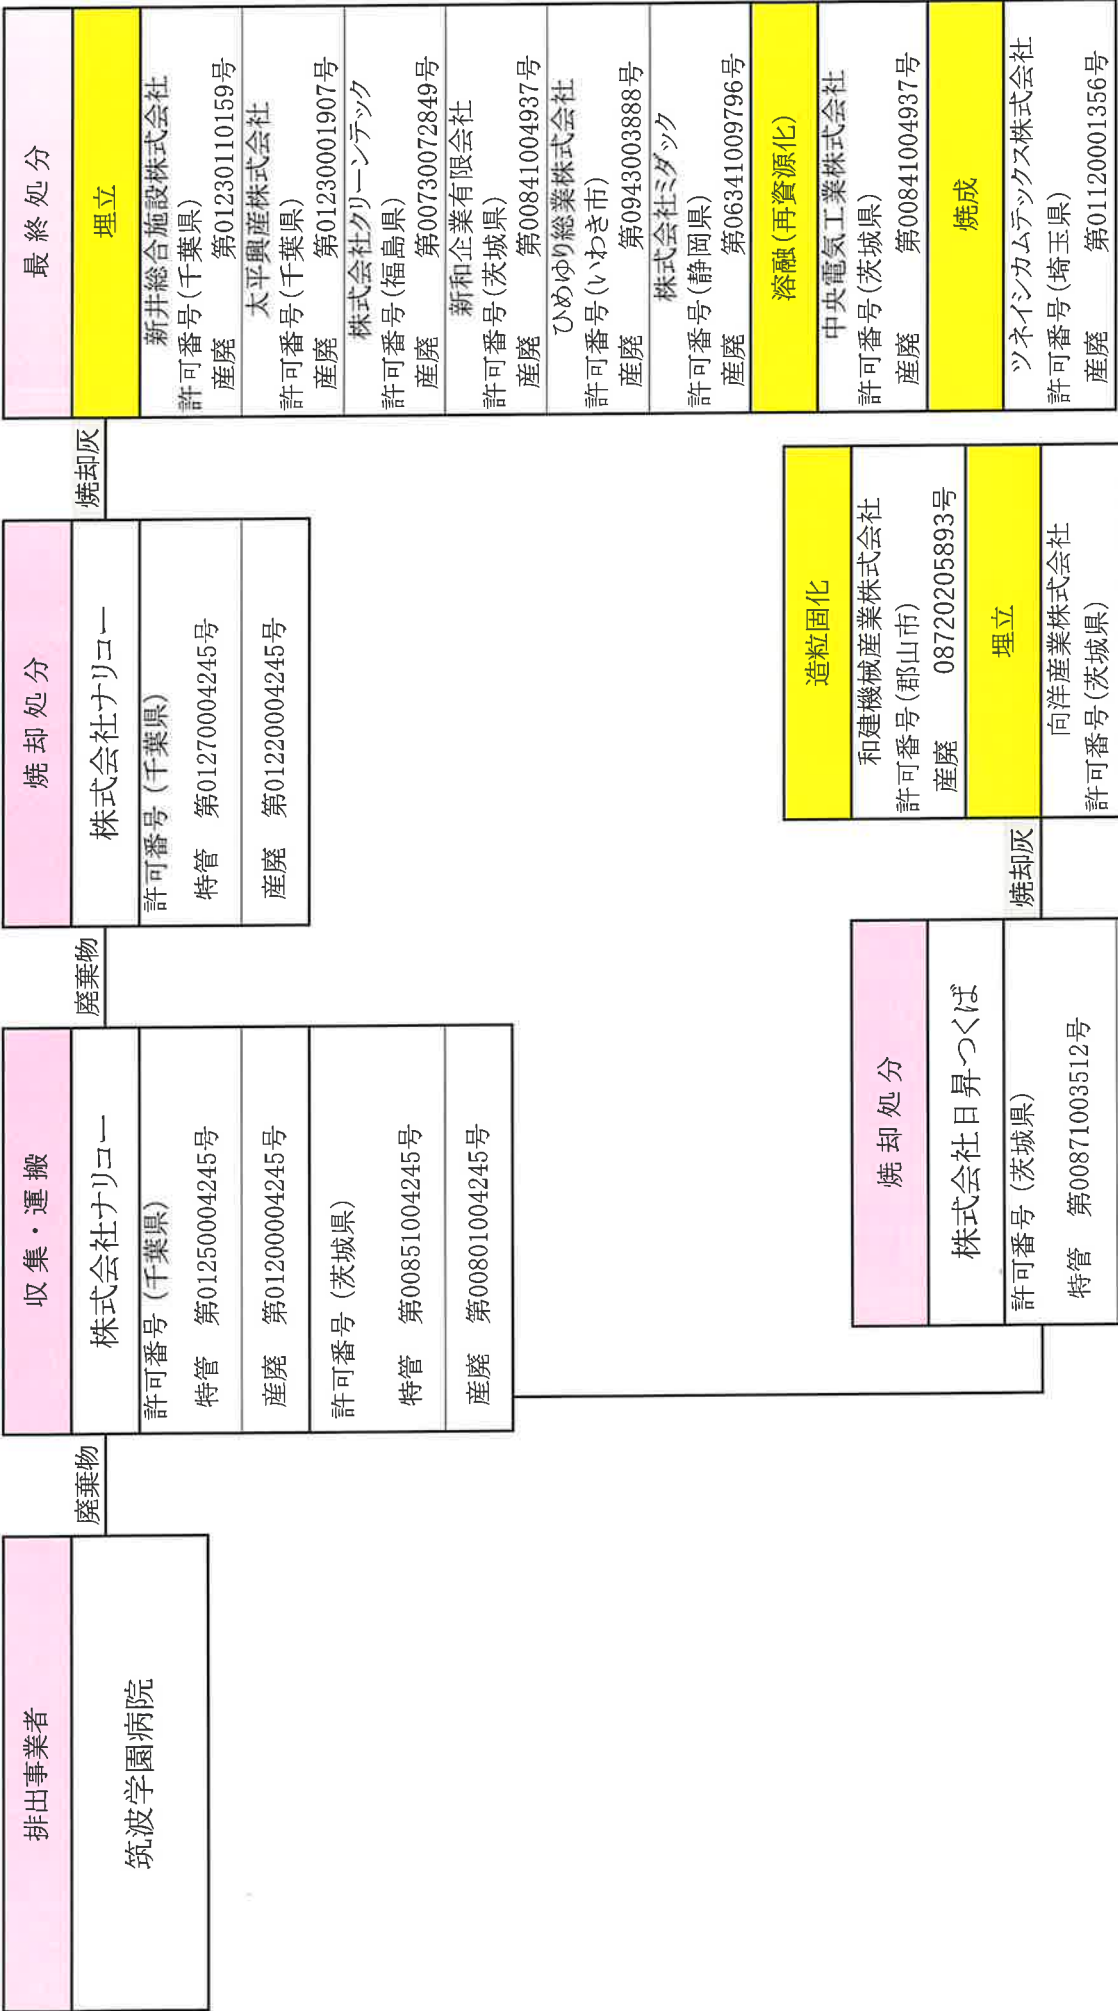 排出事業者
筑波学園病院
廃棄物
収集・運搬
株式会社ナリコー
許可番号（千葉県）
特管　第01250004245号
産廃　第01200004245号
許可番号（茨城県）
特管　第00851004245号
産廃　第00801004245号
廃棄物
焼却処分
株式会社ナリコー
許可番号（千葉県）
特管　第01270004245号
産廃　第01220004245号
焼却灰
最終処分
埋立
新井総合施設株式会社
許可番号(千葉県)
産廃　第01230110159号
太平興産株式会社
許可番号(千葉県)
産廃　第01230001907号
株式会社クリーンテック
許可番号(福島県)
産廃　第00730072849号
新和企業有限会社
許可番号(茨城県)
産廃　第00841004937号
ひめゆり総業株式会社
許可番号(いわき市)
産廃　第09430003888号
株式会社ミダック
許可番号(静岡県)
産廃　第06341009796号
溶融(再資源化)
中央電気工業株式会社
許可番号(茨城県)
産廃　第00841004937号
焼成
ツネイシカムテックス株式会社
許可番号(埼玉県)
産廃　第01120001356号
焼却処分
株式会社日昇つくば
許可番号（茨城県）
特管　第00871003512号
焼却灰
造粒固化
和建機械産業株式会社
許可番号(郡山市)
産廃　08720205893号
埋立
向洋産業株式会社
許可番号(茨城県)